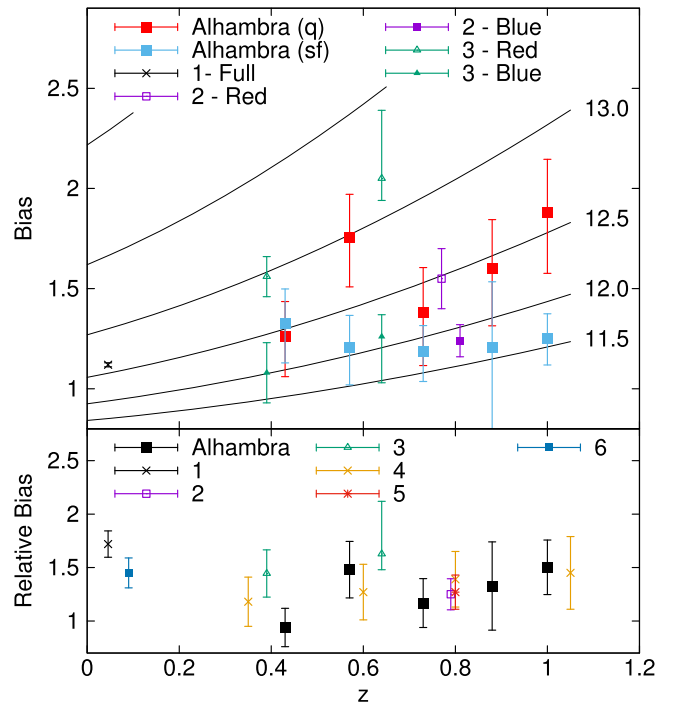 Alhambra (q)
Alhambra (sf)
1- Full
2 - Red
2 - Blue
3 - Red
3 - Blue
2.5
2
1.5
1
Bias
13.0
12.5
12.0
11.5
Alhambra
1
2
3
4
5
6
2.5
2
1.5
1
Relative Bias
0
0.2
0.4
0.6
0.8
1
1.2
z